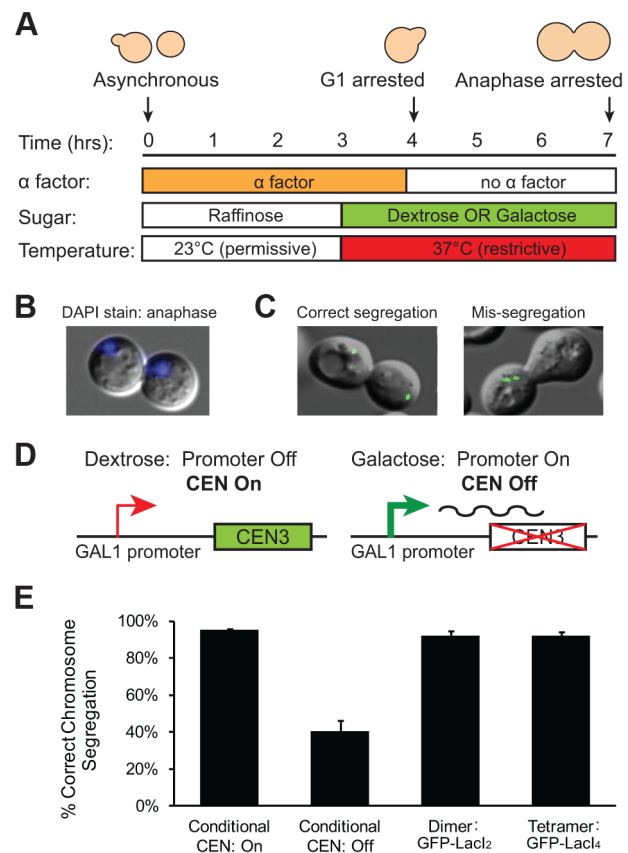 A
Asynchronous
G1 arrested
Anaphase arrested
Time (hrs): 0 1 2 3 4 5 6 7
α factor: α factor no α factor
Sugar: Raffinose Dextrose OR Galactose
Temperature: 23°C (permissive) 37°C (restrictive)
B
DAPI stain: anaphase
C
Correct segregation
Mis-segregation
D
Dextrose: Promoter Off
CEN On
GAL1 promoter
CEN3
Galactose: Promoter On
CEN Off
GAL1 promoter
CEN3
E
% Correct Chromosome
Segregation
100%
80%
60%
40%
20%
0%
Conditional
CEN: On
Conditional
CEN: Off
Dimer:
GFP-LacI2
Tetramer:
GFP-LacI4